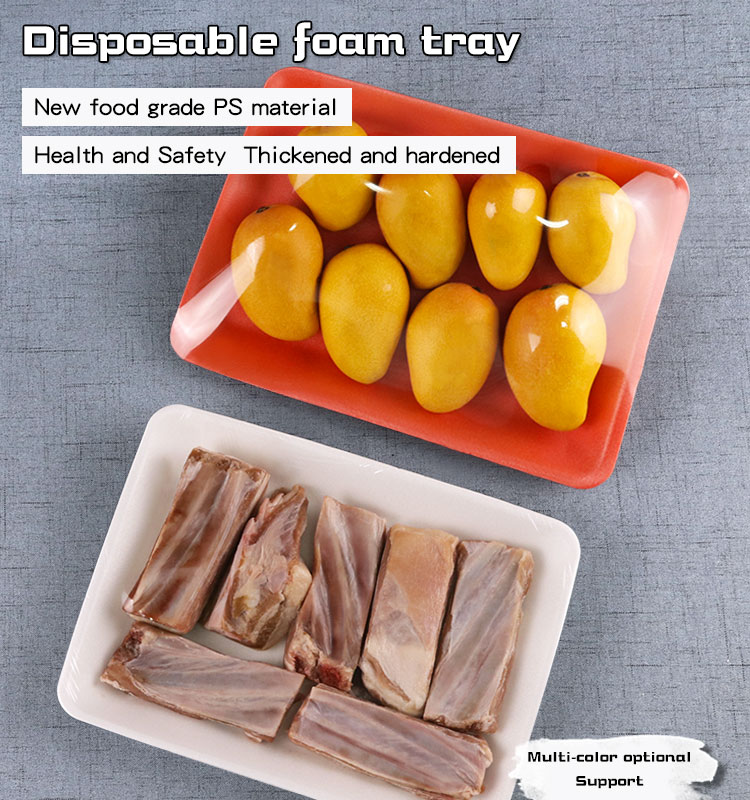 Disposable foam tray
New food grade PS material
Health and Safety  Thickened and hardened
Multi-color optional
Support